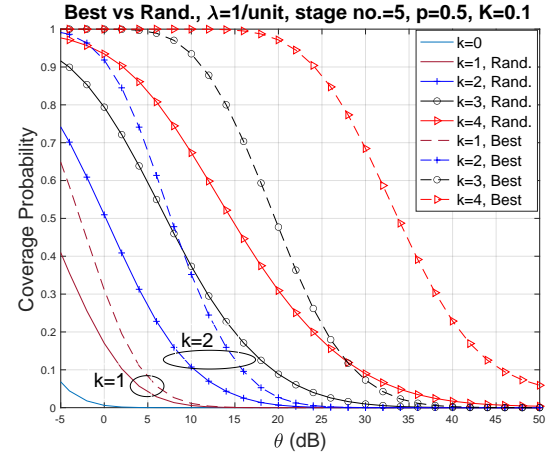 Best vs Rand., λ=1/unit, stage no.=5, p=0.5, K=0.1
Coverage Probability
1
0.9
0.8
0.7
0.6
0.5
0.4
0.3
0.2
0.1
0
-5
0
5
10
15
20
25
30
35
40
45
50
θ (dB)
k=0
k=1, Rand.
k=2, Rand.
k=3, Rand.
k=4, Rand.
k=1, Best
k=2, Best
k=3, Best
k=4, Best
k=2
k=1